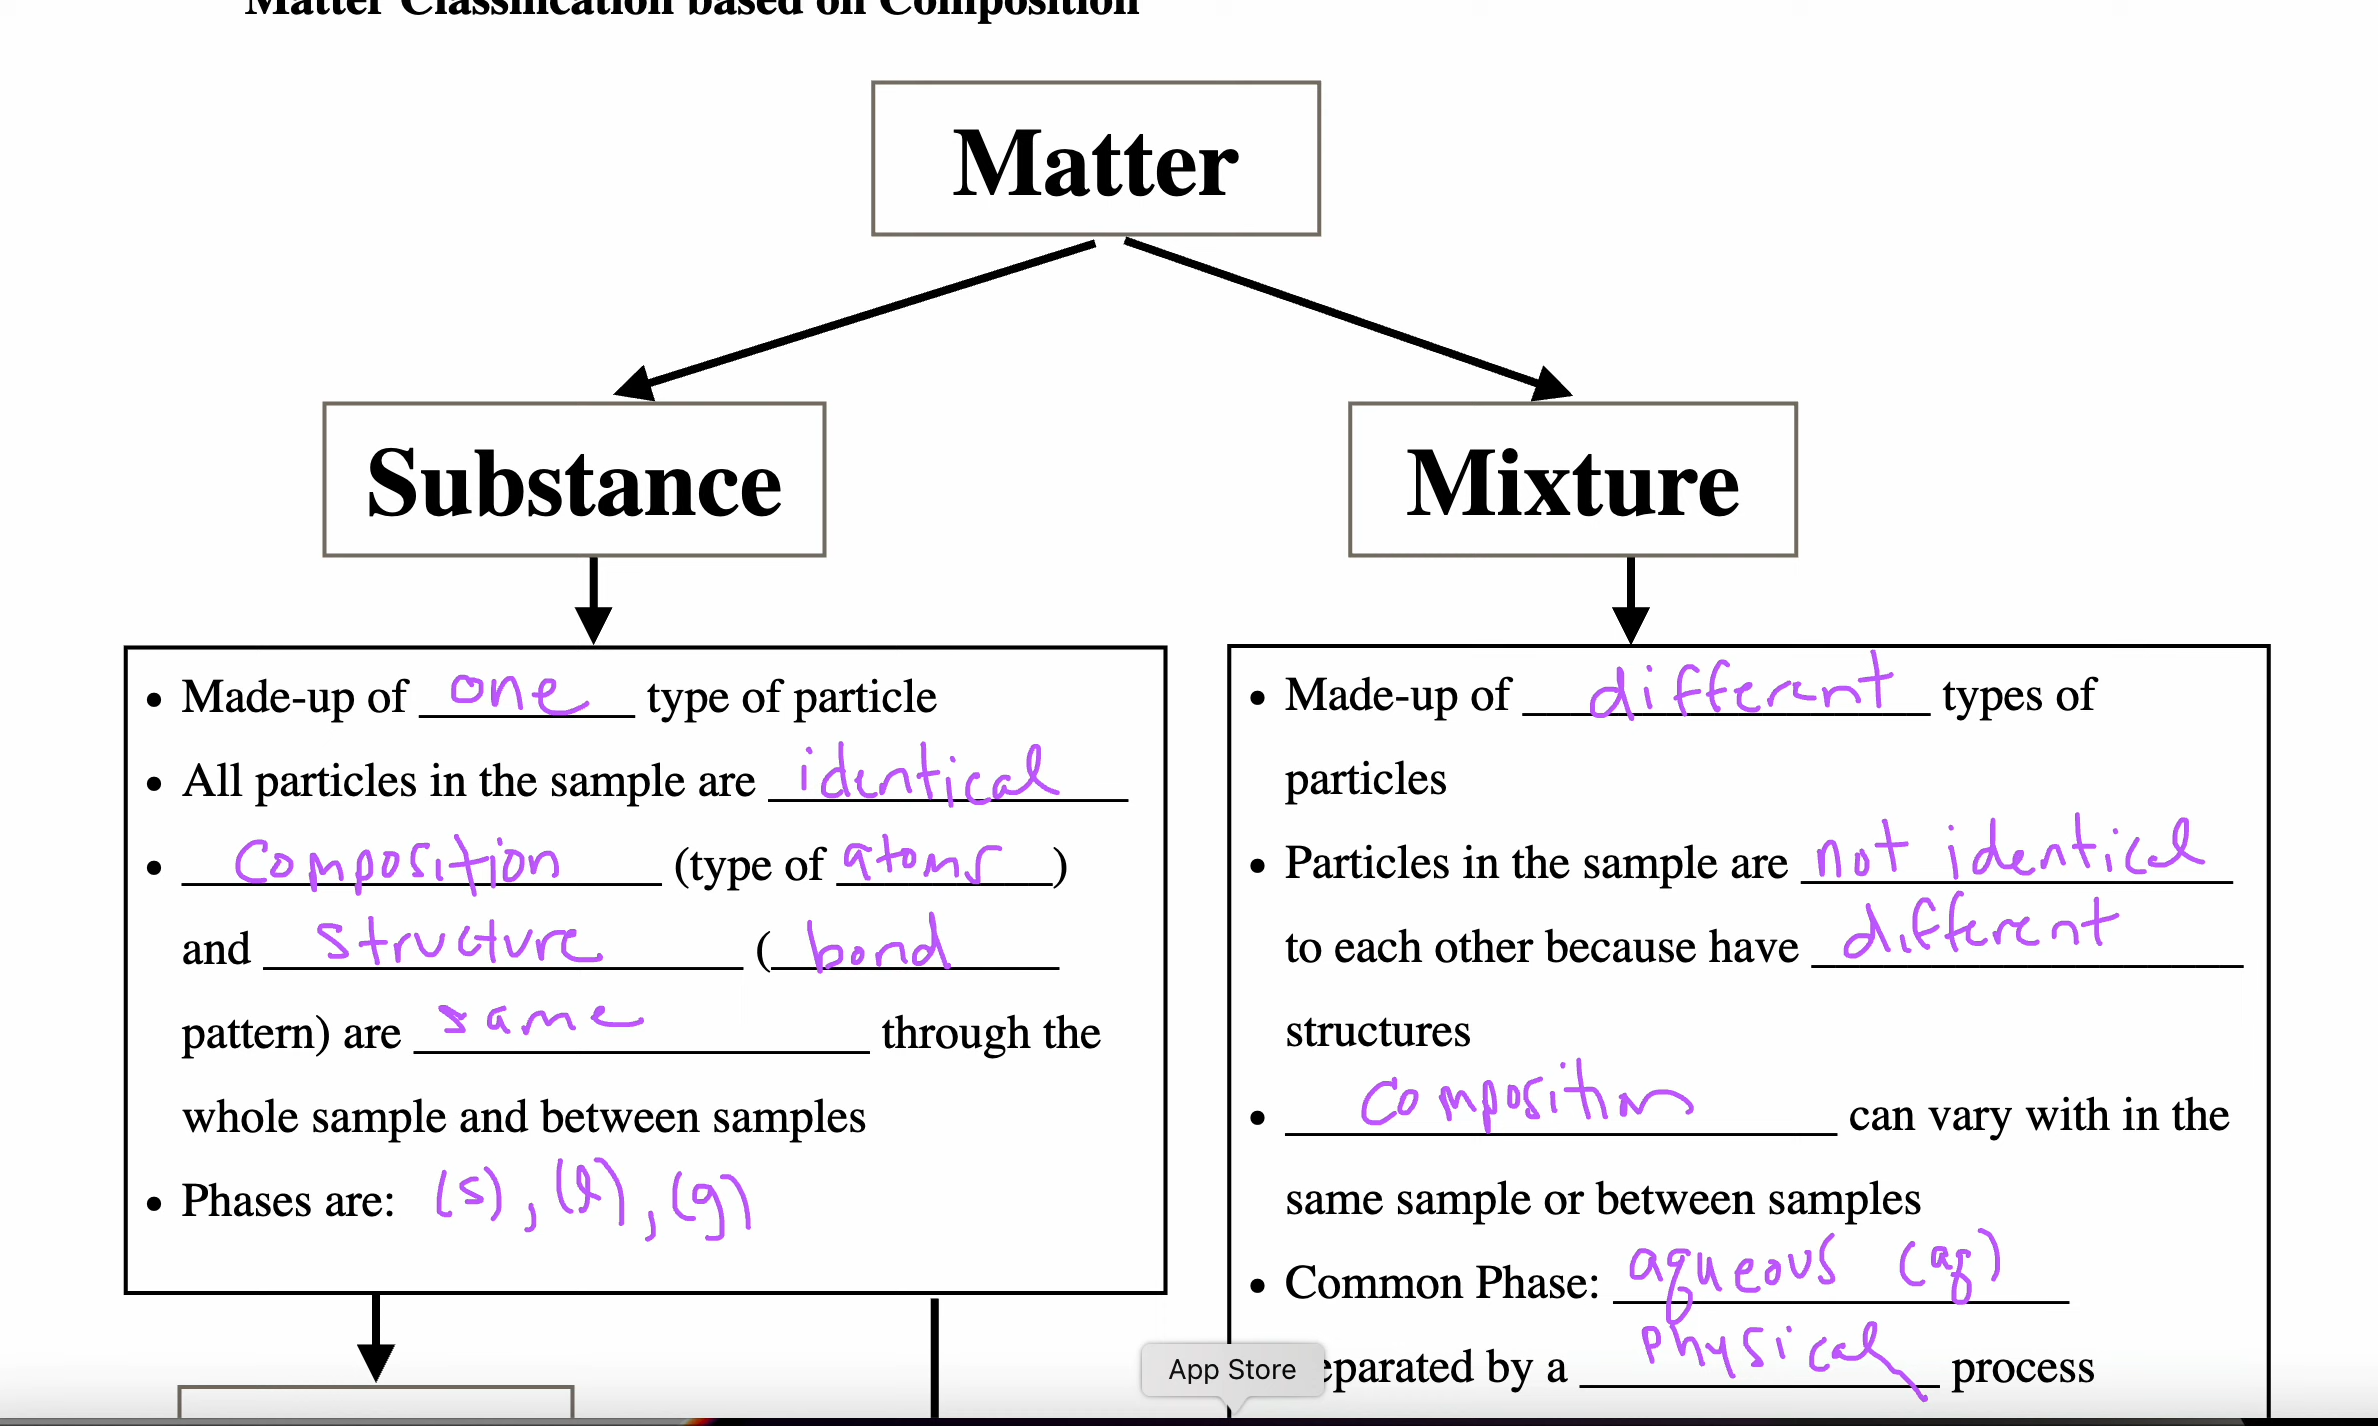 Matter Classification based on Composition
Matter
Substance
Mixture
• Made-up of one type of particle
• All particles in the sample are identical
• Composition (type of atoms)
and structure (bond
pattern) are same through the
whole sample and between samples
• Phases are: (s), (l), (g)
• Made-up of different types of
particles
• Particles in the sample are not identical
to each other because have different
structures
• Composition can vary with in the
same sample or between samples
• Common Phase: aqueous (aq)
eparated by a physical process
App Store